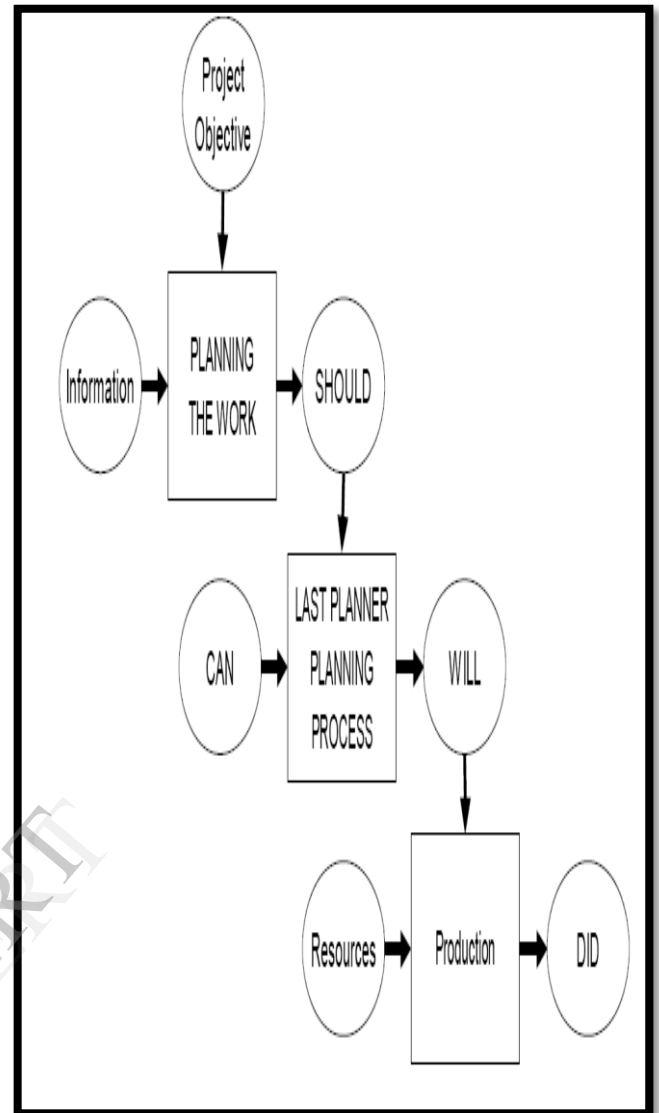 Project
Objective
Information
PLANNING
THE WORK
SHOULD
CAN
LAST PLANNER
PLANNING
PROCESS
WILL
Resources
Production
DID